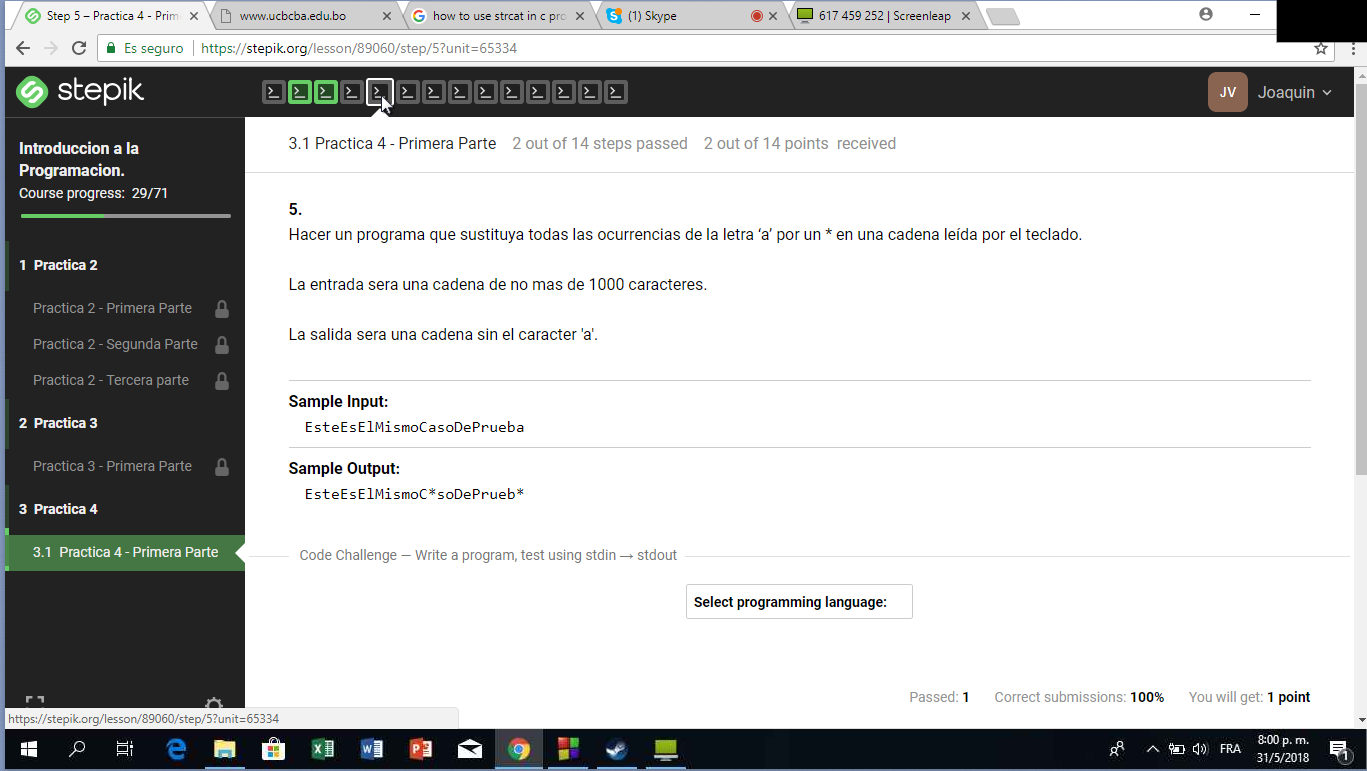 Step 5 – Practica 4 - Prim
www.ucbcba.edu.bo
how to use strcat in c pro
(1) Skype
617 459 252 | Screenleap
Es seguro
https://stepik.org/lesson/89060/step/5?unit=65334
stepik
JV
Joaquin
Introduccion a la
Programacion.
Course progress: 29/71
1 Practica 2
Practica 2 - Primera Parte
Practica 2 - Segunda Parte
Practica 2 - Tercera parte
2 Practica 3
Practica 3 - Primera Parte
3 Practica 4
3.1 Practica 4 - Primera Parte
3.1 Practica 4 - Primera Parte 2 out of 14 steps passed 2 out of 14 points received
5.
Hacer un programa que sustituya todas las ocurrencias de la letra ‘a’ por un * en una cadena leída por el teclado.
La entrada sera una cadena de no mas de 1000 caracteres.
La salida sera una cadena sin el caracter 'a'.
Sample Input:
EsteEsElMismoCasoDePrueba
Sample Output:
EsteEsElMismoC*soDePrueb*
Code Challenge — Write a program, test using stdin → stdout
Select programming language:
Passed: 1 Correct submissions: 100% You will get: 1 point
https://stepik.org/lesson/89060/step/5?unit=65334
FRA
8:00 p. m.
31/5/2018
1